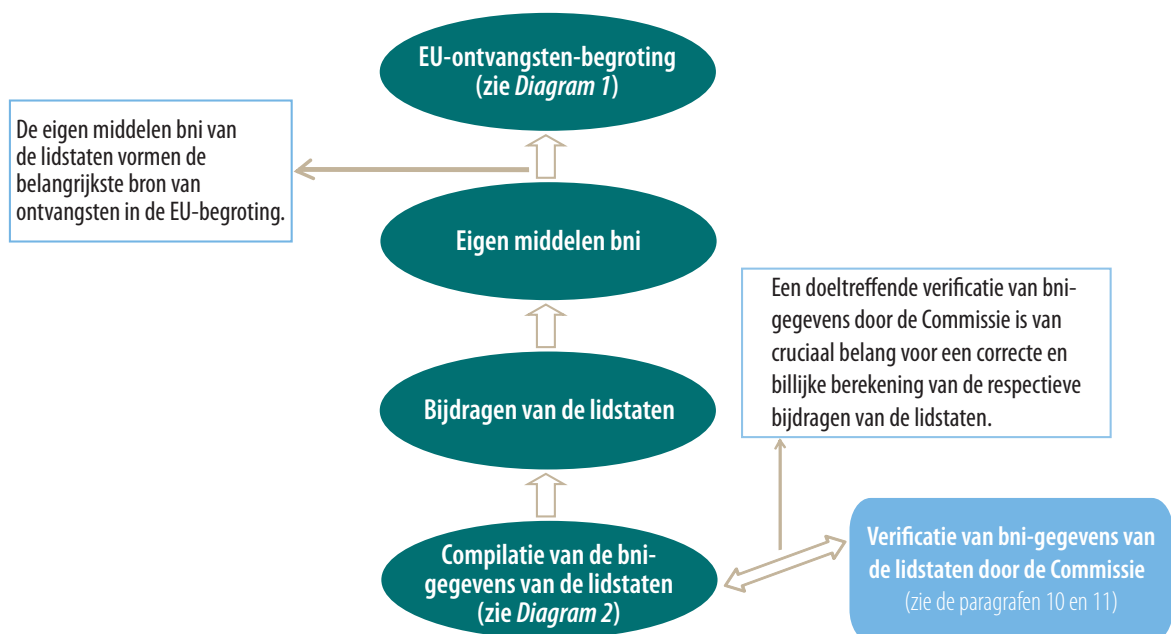 EU-ontvangsten-begroting
(zie Diagram 1)
De eigen middelen bni van
de lidstaten vormen de
belangrijkste bron van
ontvangsten in de EU-begroting.
Eigen middelen bni
Een doeltreffende verificatie van bni-
gegevens door de Commissie is van
cruciaal belang voor een correcte en
billijke berekening van de respectieve
bijdragen van de lidstaten.
Bijdragen van de lidstaten
Compilatie van de bni-
gegevens van de lidstaten
(zie Diagram 2)
Verificatie van bni-gegevens van
de lidstaten door de Commissie
(zie de paragrafen 10 en 11)